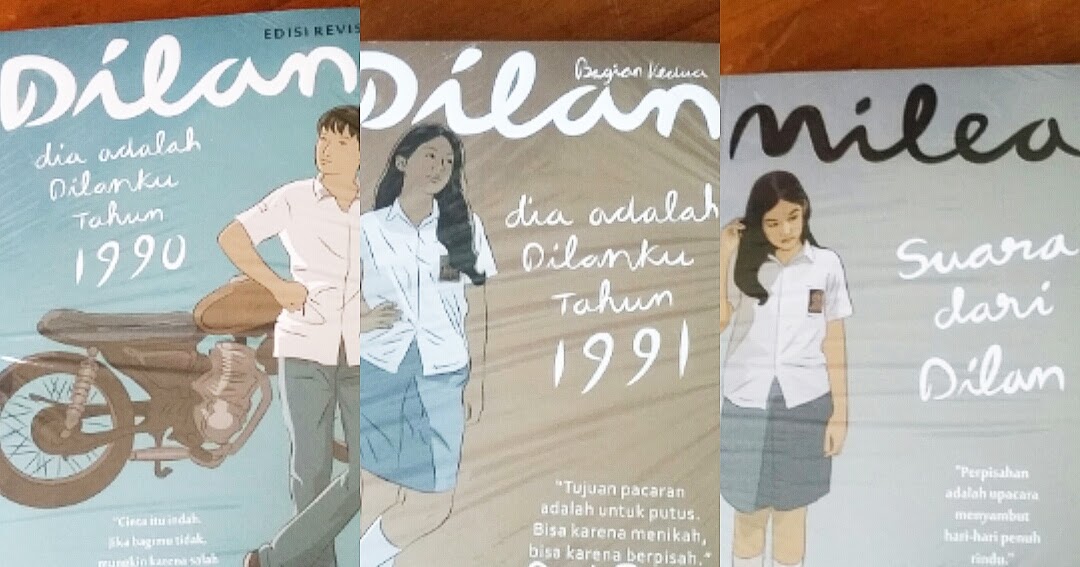 EDISI REVIS
Dilan
dia adalah
Dilanku
Tahun
1990
"Cinta itu indah.
Jika bagimu tidak,
mungkin karena salah
Bagian Kedua
Dilan
dia adalah
Dilanku
Tahun
1991
"Tujuan pacaran
adalah untuk putus.
Bisa karena menikah,
bisa karena berpisah."
Milea
Suara
dari
Dilan
"Perpisahan
adalah upacara
menyambut
hari-hari penuh
rindu."